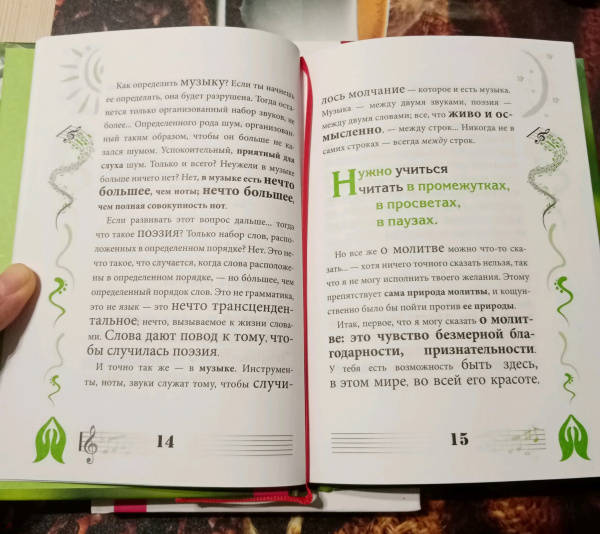 Как определить музыку? Если ты начнешь
ее определять, она будет разрушена. Тогда оста-
нется только организованный набор звуков, не
более... Определенного рода шум, организован-
ный таким образом, чтобы он больше не ка-
зался шумом. Успокоительный, приятный для
слуха шум. Только и всего? Неужели в музыке
больше ничего нет? Нет, в музыке есть нечто
большее, чем ноты; нечто большее,
чем полная совокупность нот.
Если развивать этот вопрос дальше... тогда
что такое поэзия? Только набор слов, распо-
ложенных в определенном порядке? Нет. Это не-
что такое, что случается, когда слова расположе-
ны в определенном порядке, — но бóльшее, чем
определенный порядок слов. Это не грамматика,
это не язык — это нечто трансценден-
тальное; нечто, вызываемое к жизни слова-
ми. Слова дают повод к тому, что-
бы случилась поэзия.
И точно так же — в музыке. Инструмен-
ты, ноты, звуки служат тому, чтобы случи-
14
лось молчание — которое и есть музыка.
Музыка — между двумя звуками, поэзия —
между двумя словами; все, что живо и ос-
мысленно, — между строк... Никогда не в
самих строках — всегда между строк.
Нужно учиться
читать в промежутках,
в просветах,
в паузах.
Но все же о молитве можно что-то ска-
зать... — хотя ничего точного сказать нельзя, так
что я не могу исполнить твоего желания. Этому
препятствует сама природа молитвы, и кощун-
ственно было бы пойти против ее природы.
Итак, первое, что я могу сказать о молит-
ве: это чувство безмерной бла-
годарности, признательности.
У тебя есть возможность быть здесь,
в этом мире, во всей его красоте.
15